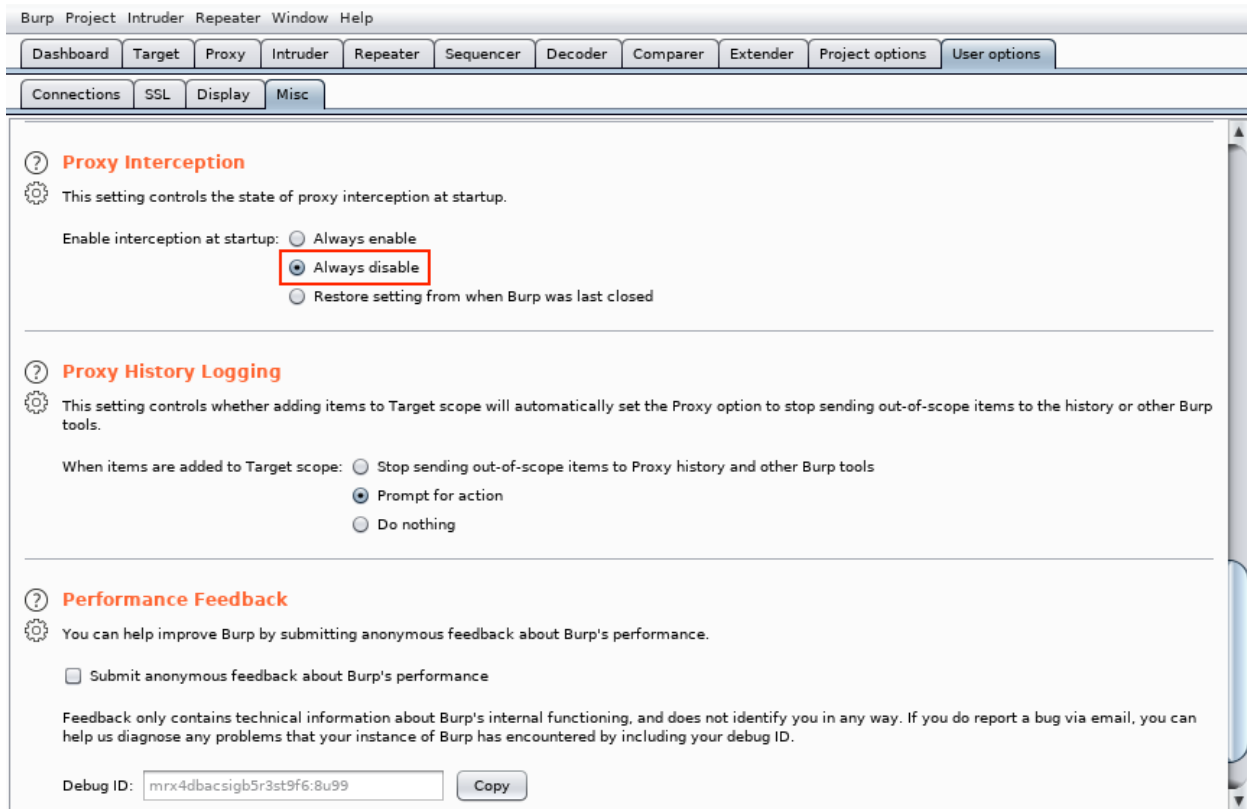 Burp Project Intruder Repeater Window Help
Dashboard Target Proxy Intruder Repeater Sequencer Decoder Comparer Extender Project options User options
Connections SSL Display Misc
Proxy Interception
This setting controls the state of proxy interception at startup.
Enable interception at startup: Always enable
Always disable
Restore setting from when Burp was last closed
Proxy History Logging
This setting controls whether adding items to Target scope will automatically set the Proxy option to stop sending out-of-scope items to the history or other Burp
tools.
When items are added to Target scope: Stop sending out-of-scope items to Proxy history and other Burp tools
Prompt for action
Do nothing
Performance Feedback
You can help improve Burp by submitting anonymous feedback about Burp's performance.
Submit anonymous feedback about Burp's performance
Feedback only contains technical information about Burp's internal functioning, and does not identify you in any way. If you do report a bug via email, you can
help us diagnose any problems that your instance of Burp has encountered by including your debug ID.
Debug ID: mrx4dbacsigb5r3st9f6:8u99 Copy